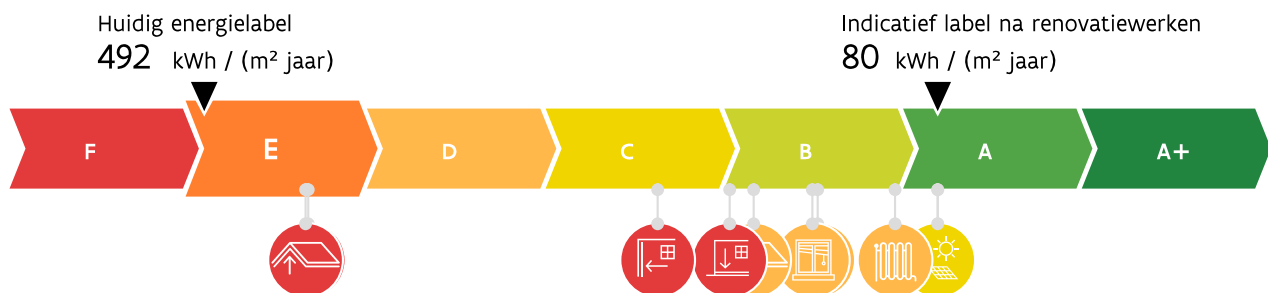 Huidig energielabel
492 kWh / (m² jaar)
Indicatief label na renovatiewerken
80 kWh / (m² jaar)
F E D C B A A+